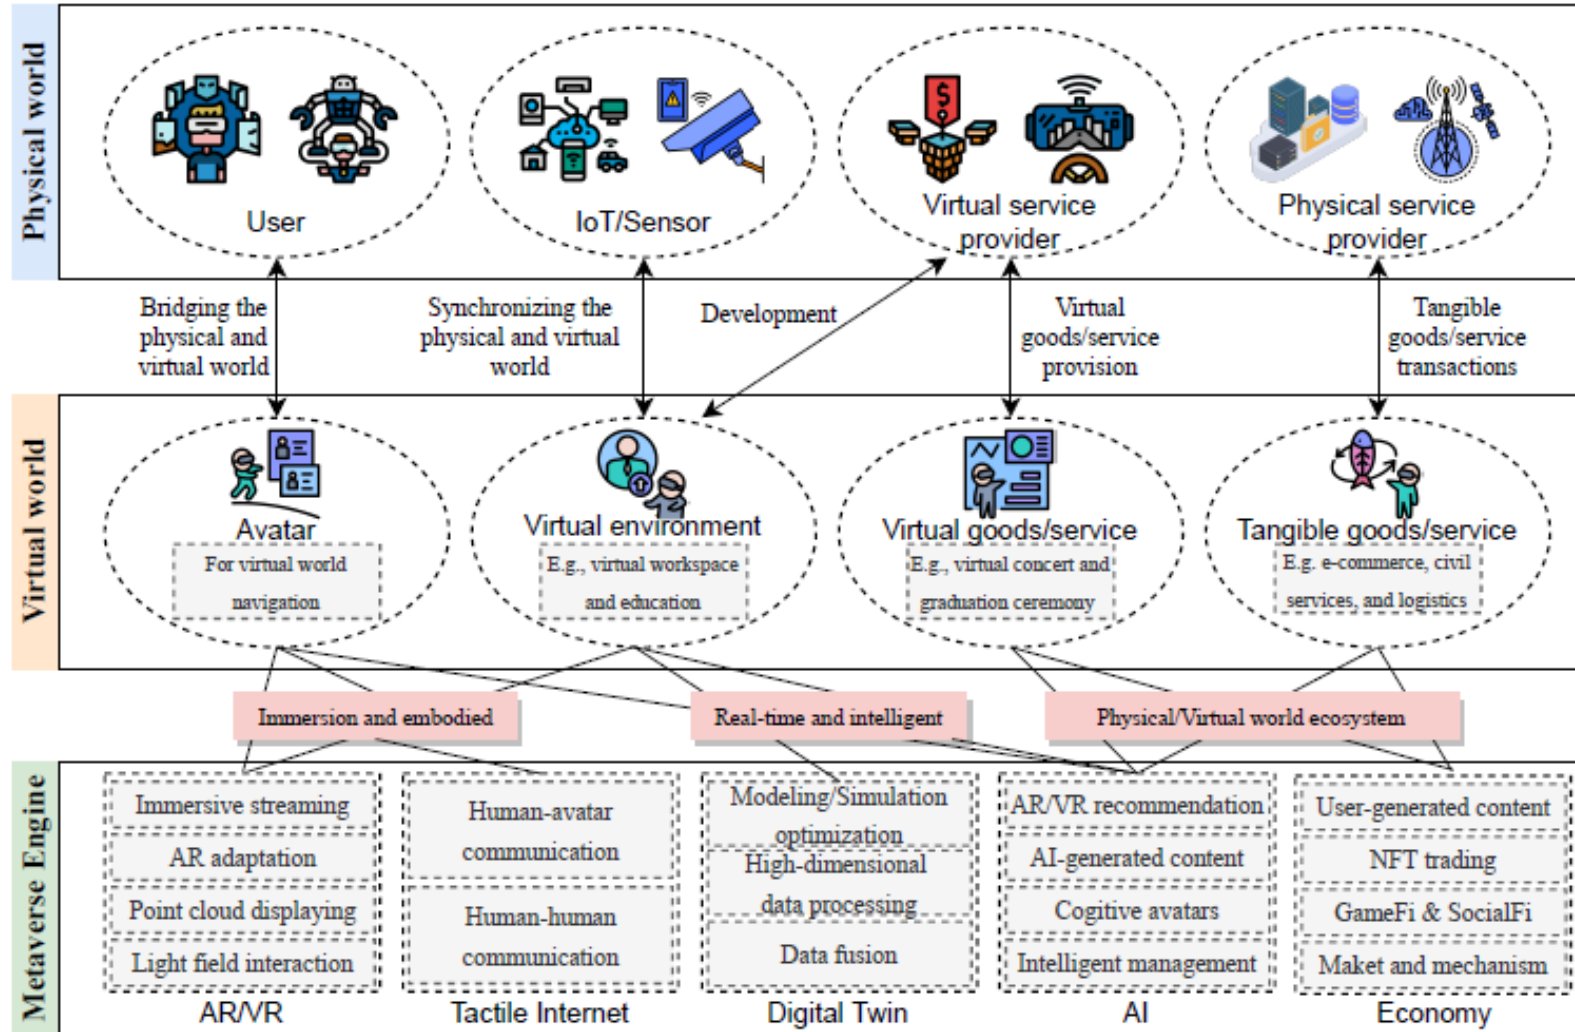 Physical world
User
IoT/Sensor
Virtual service
provider
Physical service
provider
$
Bridging the
physical and
virtual world
Synchronizing the
physical and virtual
world
Development
Virtual
goods/service
provision
Tangible
goods/service
transactions
Virtual world
Avatar
For virtual world
navigation
Virtual environment
E.g., virtual workspace
and education
Virtual goods/service
E.g., virtual concert and
graduation ceremony
Tangible goods/service
E.g. e-commerce, civil
services, and logistics
Immersion and embodied
Real-time and intelligent
Physical/Virtual world ecosystem
Metaverse Engine
Immersive streaming
AR adaptation
Point cloud displaying
Light field interaction
AR/VR
Human-avatar
communication
Human-human
communication
Tactile Internet
Modeling/Simulation
optimization
High-dimensional
data processing
Data fusion
Digital Twin
AR/VR recommendation
AI-generated content
Cogitive avatars
Intelligent management
AI
User-generated content
NFT trading
GameFi & SocialFi
Maket and mechanism
Economy